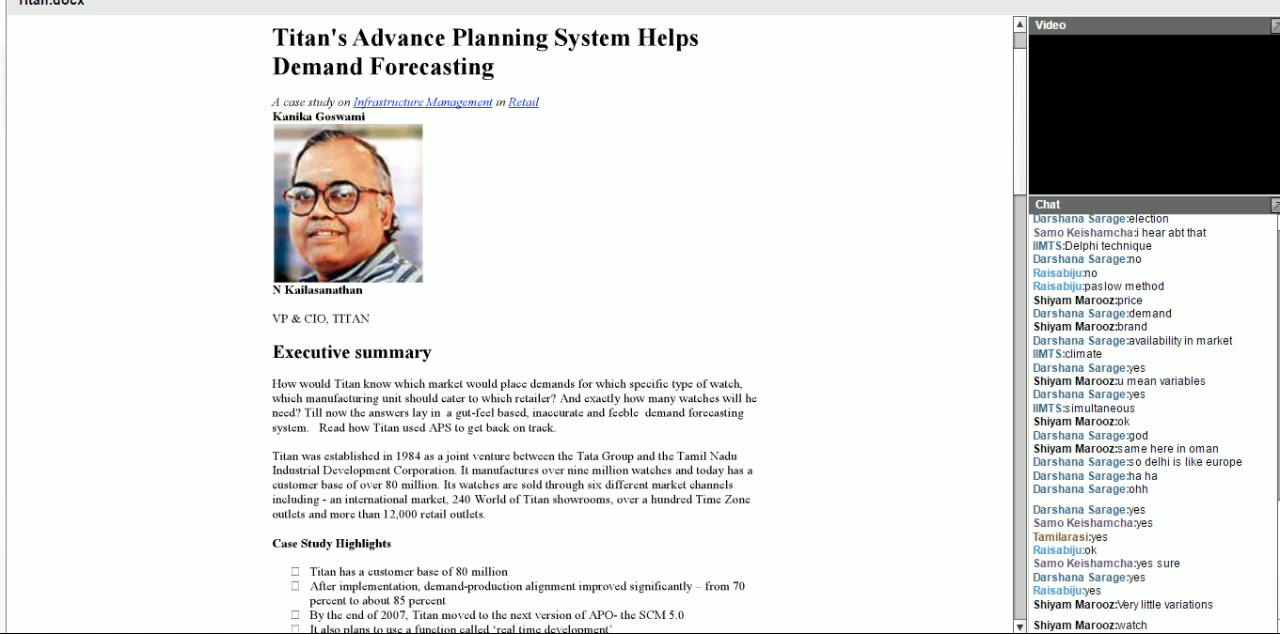 Titan.docx
Titan's Advance Planning System Helps
Demand Forecasting
A case study on Infrastructure Management in Retail
Kanika Goswami
N Kailasanathan
VP & CIO, TITAN
Executive summary
How would Titan know which market would place demands for which specific type of watch,
which manufacturing unit should cater to which retailer? And exactly how many watches will he
need? Till now the answers lay in a gut-feel based, inaccurate and feeble demand forecasting
system. Read how Titan used APS to get back on track.
Titan was established in 1984 as a joint venture between the Tata Group and the Tamil Nadu
Industrial Development Corporation. It manufactures over nine million watches and today has a
customer base of over 80 million. Its watches are sold through six different market channels
including - an international market, 240 World of Titan showrooms, over a hundred Time Zone
outlets and more than 12,000 retail outlets.
Case Study Highlights
Titan has a customer base of 80 million
After implementation, demand-production alignment improved significantly – from 70
percent to about 85 percent
By the end of 2007, Titan moved to the next version of APO- the SCM 5.0
It also plans to use a function called ‘real time development’
Video
Chat
Darshana Sarage:election
Samo Keishamcha:i hear abt that
IIMTS:Delphi technique
Darshana Sarage:no
Raisabiju:no
Raisabiju:paslow method
Shiyam Marooz:price
Darshana Sarage:demand
Shiyam Marooz:brand
Darshana Sarage:availability in market
IIMTS:climate
Darshana Sarage:yes
Shiyam Marooz:u mean variables
Darshana Sarage:yes
IIMTS:simultaneous
Shiyam Marooz:ok
Darshana Sarage:god
Shiyam Marooz:same here in oman
Darshana Sarage:so delhi is like europe
Darshana Sarage:ha ha
Darshana Sarage:ohh
Darshana Sarage:yes
Samo Keishamcha:yes
Tamilarasi:yes
Raisabiju:ok
Samo Keishamcha:yes sure
Darshana Sarage:yes
Raisabiju:yes
Shiyam Marooz:Very little variations
Shiyam Marooz:watch